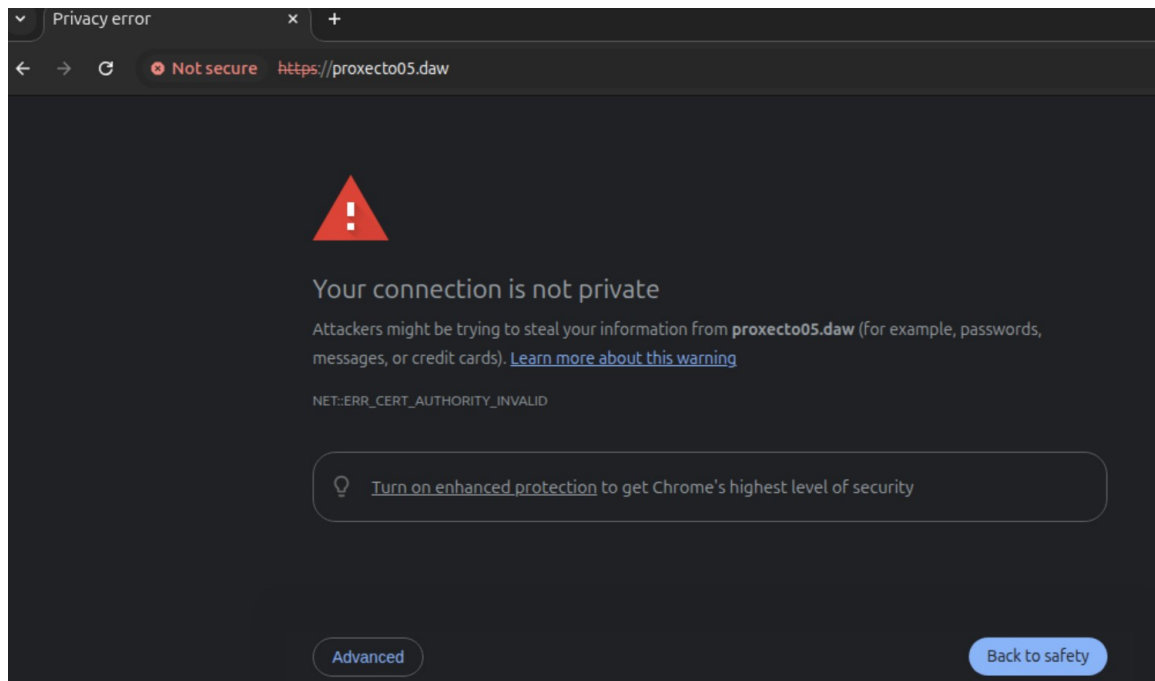 Privacy error
Not secure https://proxecto05.daw
Your connection is not private
Attackers might be trying to steal your information from proxecto05.daw (for example, passwords,
messages, or credit cards). Learn more about this warning
NET::ERR_CERT_AUTHORITY_INVALID
Turn on enhanced protection to get Chrome's highest level of security
Advanced
Back to safety